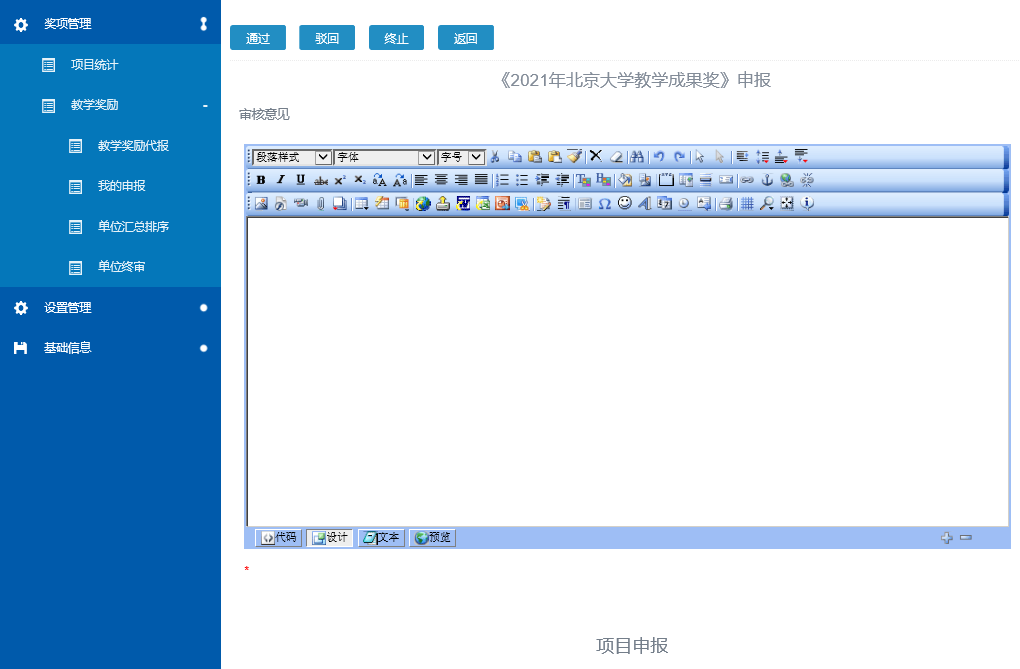 奖项管理
项目统计
教学奖励
教学奖励代报
我的申报
单位汇总排序
单位终审
设置管理
基础信息
通过 驳回 终止 返回
《2021年北京大学教学成果奖》申报
审核意见
段落样式 字体 字号
代码 设计 文本 预览
*
项目申报